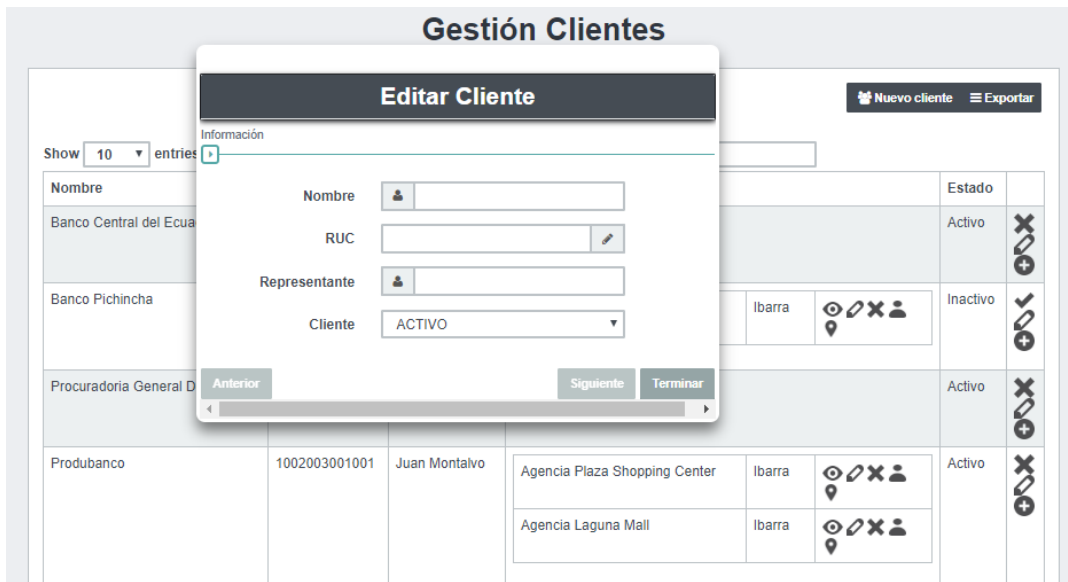 Gestión Clientes
Editar Cliente
Nuevo cliente Exportar
Información
Show 10 entries
Nombre Estado
Nombre
Banco Central del Ecua Activo
RUC
Representante
Banco Pichincha Ibarra Inactivo
Cliente ACTIVO
Procuradoria General D Activo
Anterior Siguiente Terminar
Produbanco 1002003001001 Juan Montalvo Agencia Plaza Shopping Center Ibarra Activo
Agencia Laguna Mall Ibarra